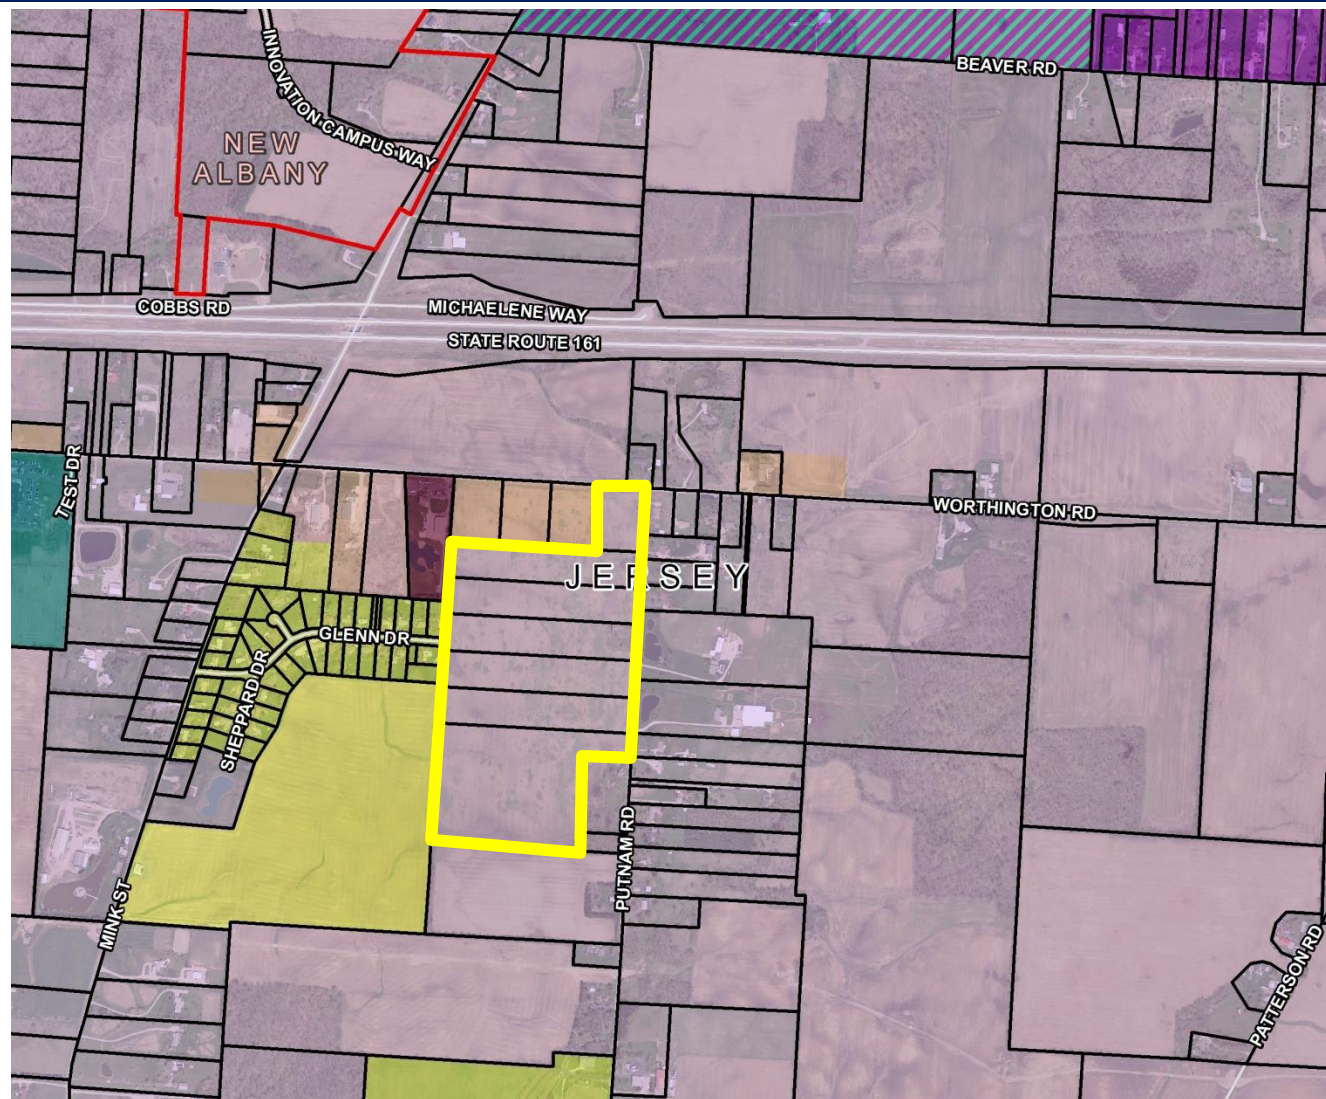 INNOVATION CAMPUS WAY
BEAVER RD
NEW
ALBANY
COBBS RD
MICHAELENE WAY
STATE ROUTE 161
TEST DR
WORTHINGTON RD
JERSEY
GLENN DR
SHEPPARD DR
PUTNAM RD
MINK ST
PATTERSON RD